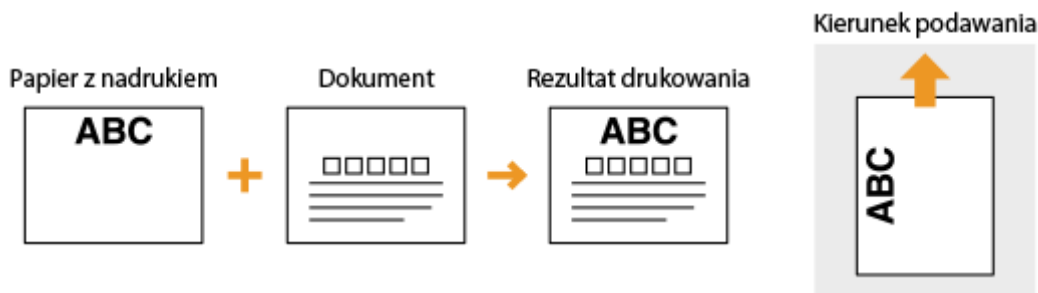 Kierunek podawania
Papier z nadrukiem
Dokument
Rezultat drukowania
ABC
ABC
ABC